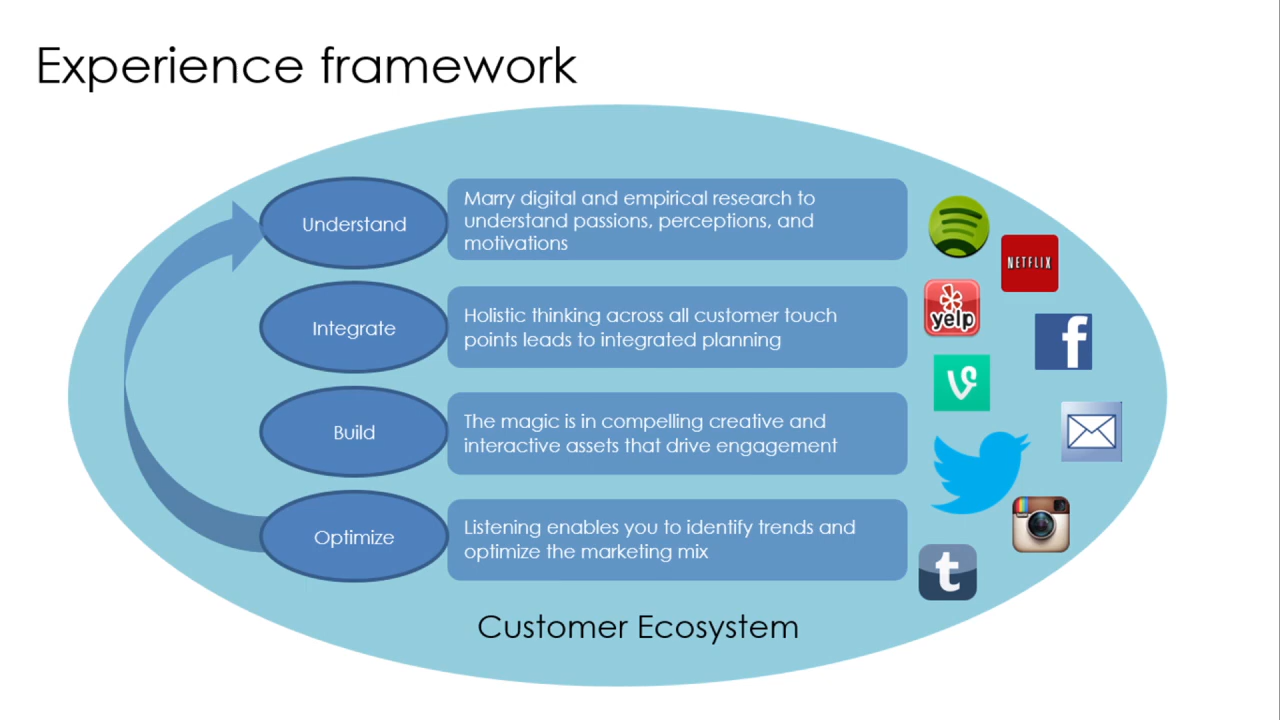 Experience framework
Understand
Marry digital and empirical research to
understand passions, perceptions, and
motivations
Integrate
Holistic thinking across all customer touch
points leads to integrated planning
Build
The magic is in compelling creative and
interactive assets that drive engagement
Optimize
Listening enables you to identify trends and
optimize the marketing mix
NETFLIX
yelp
f
t
Customer Ecosystem